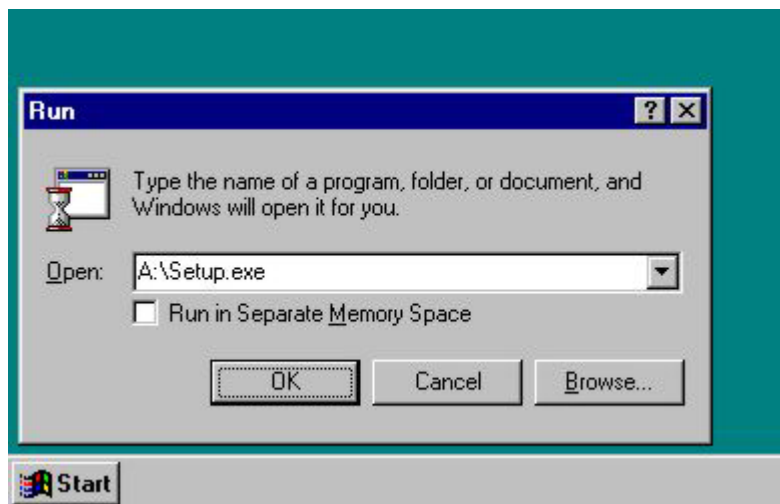 Run
Type the name of a program, folder, or document, and
Windows will open it for you.
Open: A:\Setup.exe
Run in Separate Memory Space
OK Cancel Browse...
Start